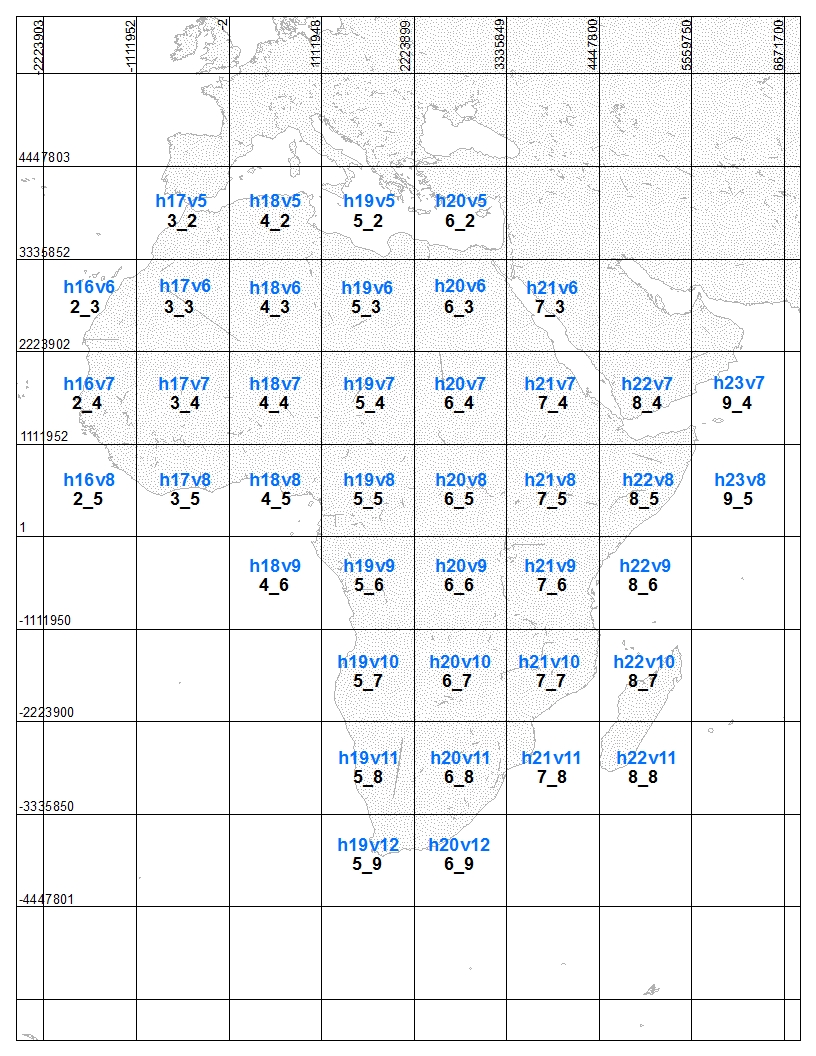 -2223903
-1111952
-2
1111948
2223899
3335849
4447800
5559750
6671700
4447803
h17v5
h18v5
h19v5
h20v5
3_2
4_2
5_2
6_2
3335852
h16v6
h17v6
h18v6
h19v6
h20v6
h21v6
2_3
3_3
4_3
5_3
6_3
7_3
2223902
h16v7
h17v7
h18v7
h19v7
h20v7
h21v7
h22v7
h23v7
2_4
3_4
4_4
5_4
6_4
7_4
8_4
9_4
1111952
h16v8
h17v8
h18v8
h19v8
h20v8
h21v8
h22v8
h23v8
2_5
3_5
4_5
5_5
6_5
7_5
8_5
9_5
1
h18v9
h19v9
h20v9
h21v9
h22v9
4_6
5_6
6_6
7_6
8_6
-1111950
h19v10
h20v10
h21v10
h22v10
5_7
6_7
7_7
8_7
-2223900
h19v11
h20v11
h21v11
h22v11
5_8
6_8
7_8
8_8
-3335850
h19v12
h20v12
5_9
6_9
-4447801